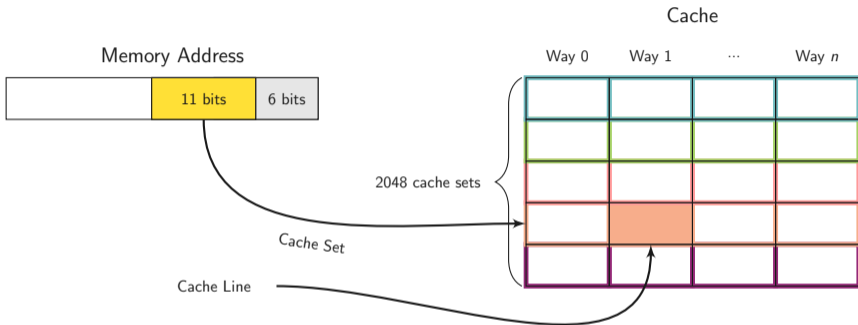 Cache
Memory Address
Way 0 Way 1 ... Way n
11 bits 6 bits
2048 cache sets
Cache Set
Cache Line